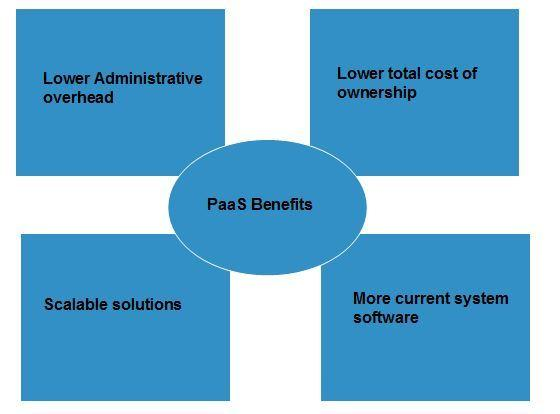 Lower Administrative
overhead
Lower total cost of
ownership
PaaS Benefits
Scalable solutions
More current system
software